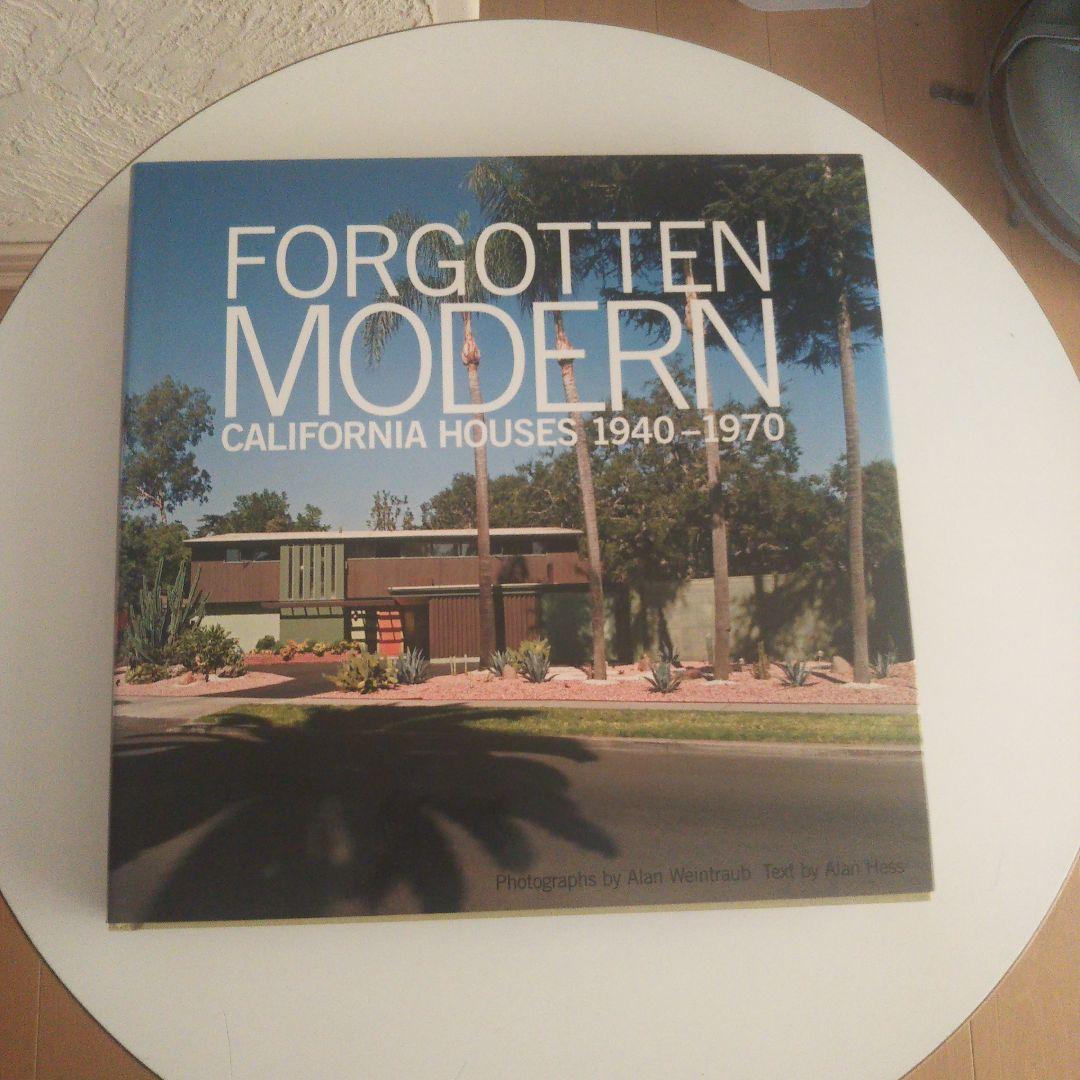 FORGOTTEN
MODERN
CALIFORNIA HOUSES 1940–1970
Photographs by Alan Weintraub Text by Alan Hess